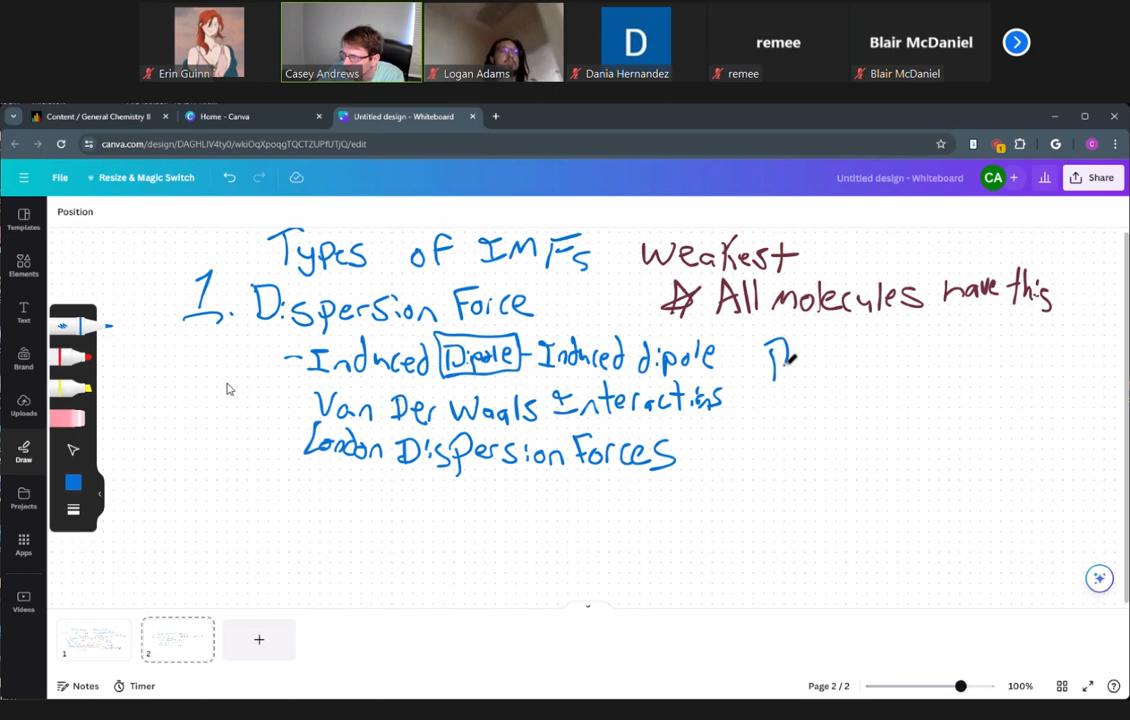 remee
Blair McDaniel
D
Erin Guinn
Casey Andrews
Logan Adams
Dania Hernandez
remee
Blair McDaniel
Content / General Chemistry II
Home - Canva
Untitled design - Whiteboard
canva.com/design/DAGHLIV4ty0/wkiOqXpoqgTQCTZUPfUTjQ/edit
File
Resize & Magic Switch
Untitled design - Whiteboard
CA
Share
Position
Templates
Elements
Text
Brand
Uploads
Draw
Projects
Apps
Videos
Types of IMFs weakest
1. Dispersion Force All molecules have this
- Induced Dipole - Induced dipole
Van Der Waals Interactions
London Dispersion Forces
1
2
Notes
Timer
Page 2 / 2
100%